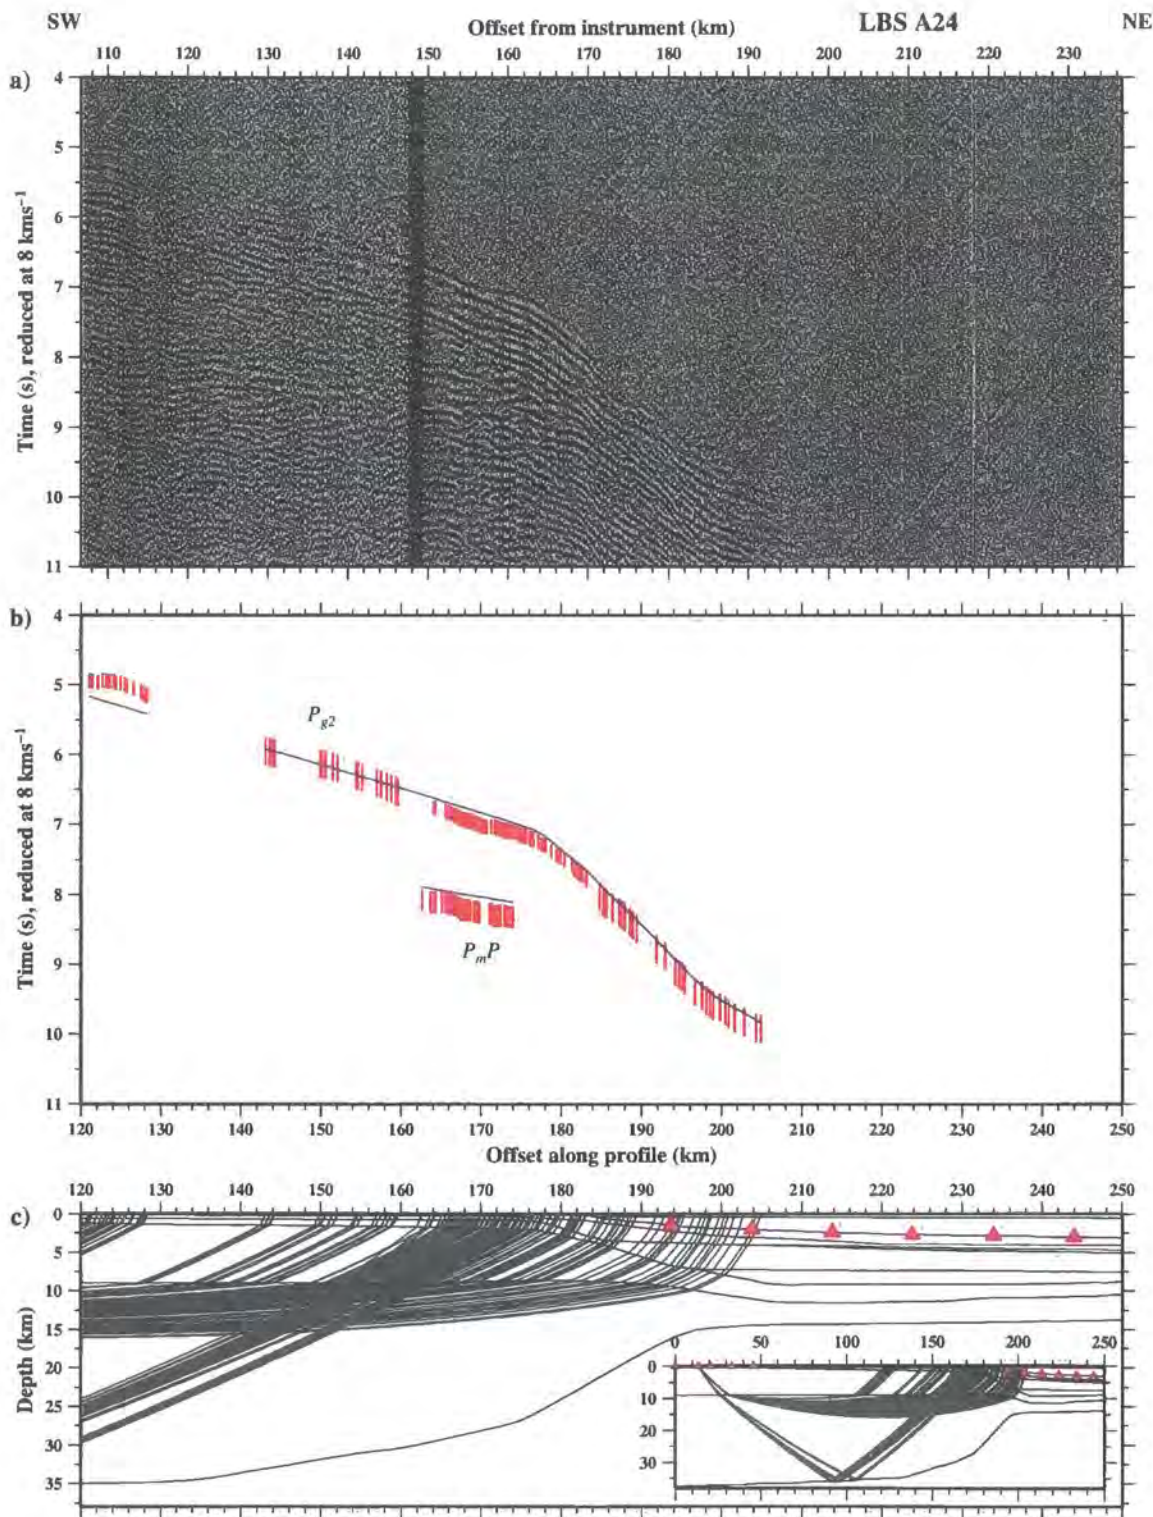 SW
Offset from instrument (km)
LBS A24
NE
110 120 130 140 150 160 170 180 190 200 210 220 230
a)
Time (s), reduced at 8 kms⁻¹
4
5
6
7
8
9
10
11
b)
Time (s), reduced at 8 kms⁻¹
4
5
6
7
8
9
10
11
Pg2
PmP
120 130 140 150 160 170 180 190 200 210 220 230 240 250
Offset along profile (km)
120 130 140 150 160 170 180 190 200 210 220 230 240 250
c)
Depth (km)
0
5
10
15
20
25
30
35
0 50 100 150 200 250
0
10
20
30